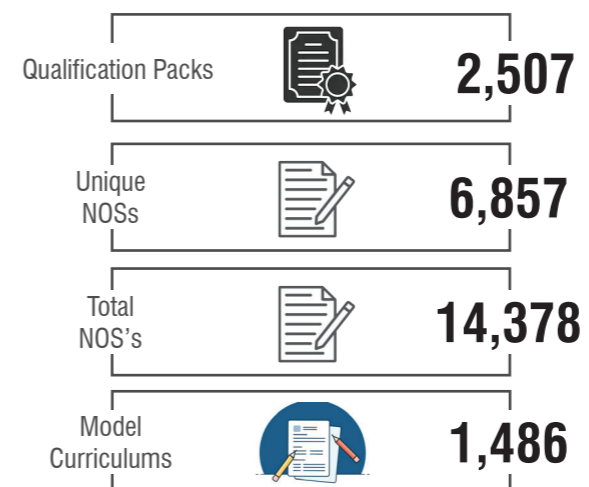 Qualification Packs
2,507
Unique
NOSs
6,857
Total
NOS's
14,378
Model
Curriculums
1,486